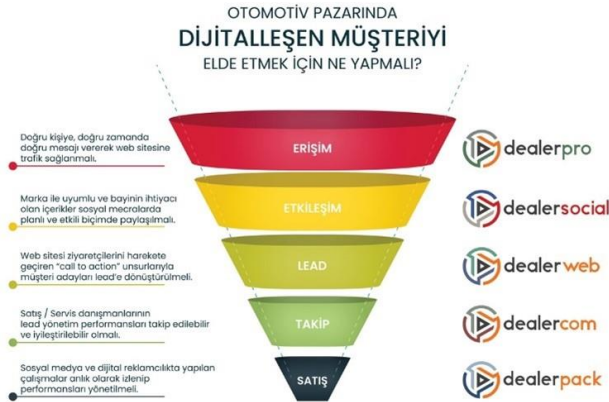 OTOMOTİV PAZARINDA
DİJİTALLEŞEN MÜŞTERİYİ
ELDE ETMEK İÇİN NE YAPMALI?
Doğru kişiye, doğru zamanda
doğru mesajı vererek web sitesine
trafik sağlanmalı.
ERİŞİM
dealerpro
Marka ile uyumlu ve bayinin ihtiyacı
olan içerikler sosyal mecralarda
planlı ve etkili biçimde paylaşılmalı.
ETKİLEŞİM
dealersocial
Web sitesi ziyaretçilerini harekete
geçiren “call to action” unsurlarıyla
müşteri adayları lead’e dönüştürülmeli.
LEAD
dealerweb
Satış / Servis danışmanlarının
lead yönetim performansları takip edilebilir
ve iyileştirilebilir olmalı.
TAKİP
dealercom
Sosyal medya ve dijital reklamcılıkta yapılan
çalışmalar anlık olarak izlenip
performansları yönetilmeli.
SATIŞ
dealerpack